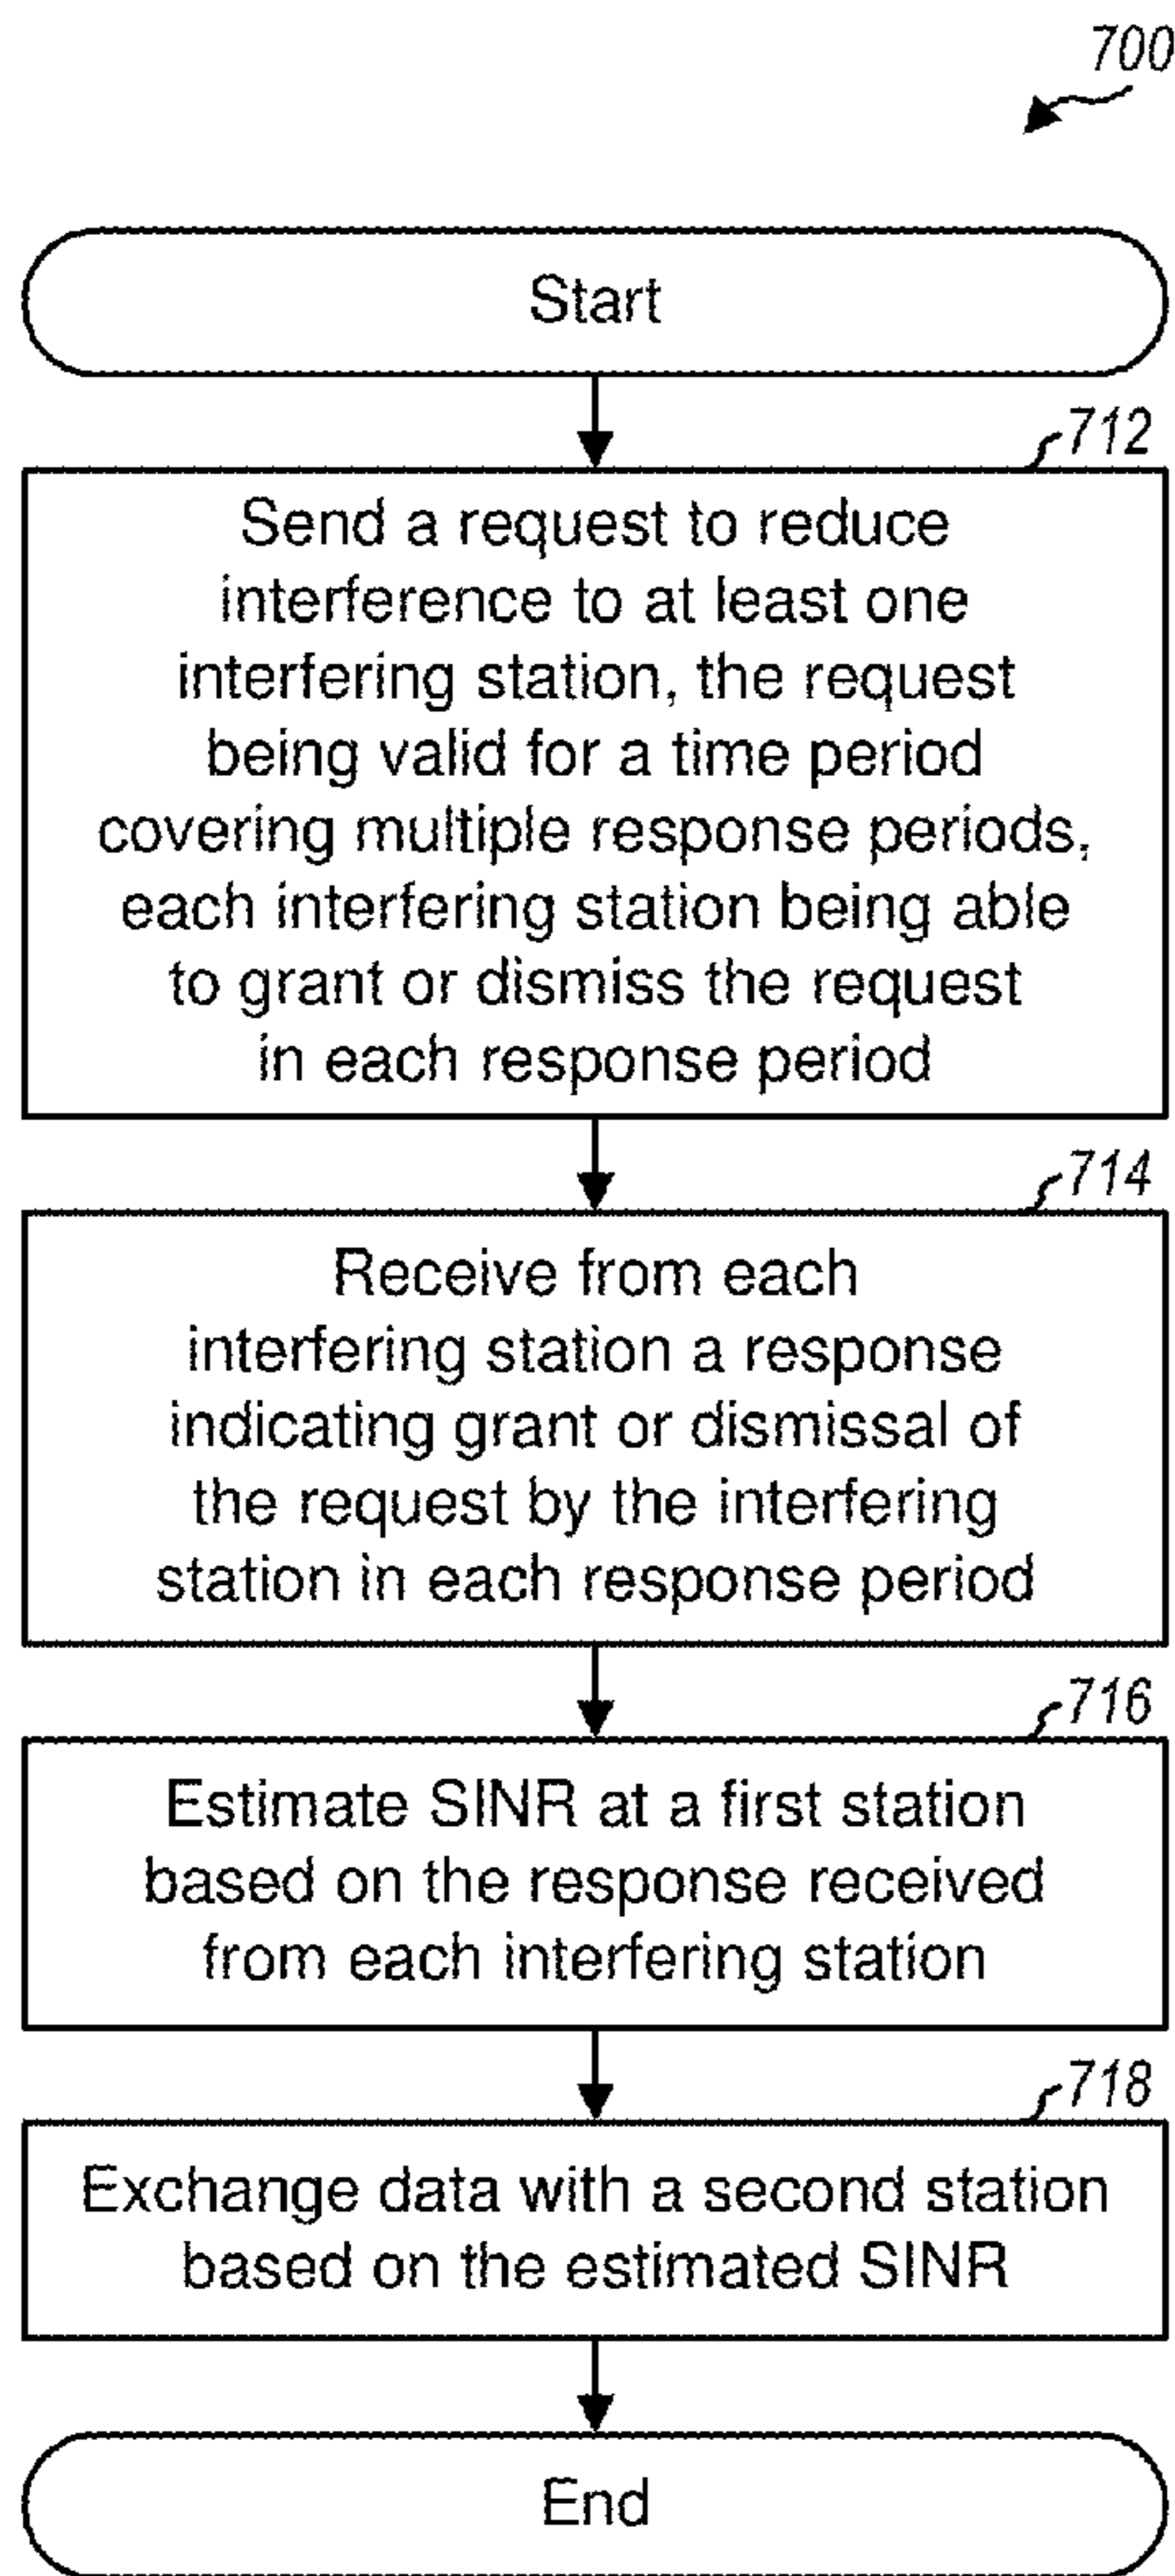 700
Start
712
Send a request to reduce
interference to at least one
interfering station, the request
being valid for a time period
covering multiple response periods,
each interfering station being able
to grant or dismiss the request
in each response period
714
Receive from each
interfering station a response
indicating grant or dismissal of
the request by the interfering
station in each response period
716
Estimate SINR at a first station
based on the response received
from each interfering station
718
Exchange data with a second station
based on the estimated SINR
End